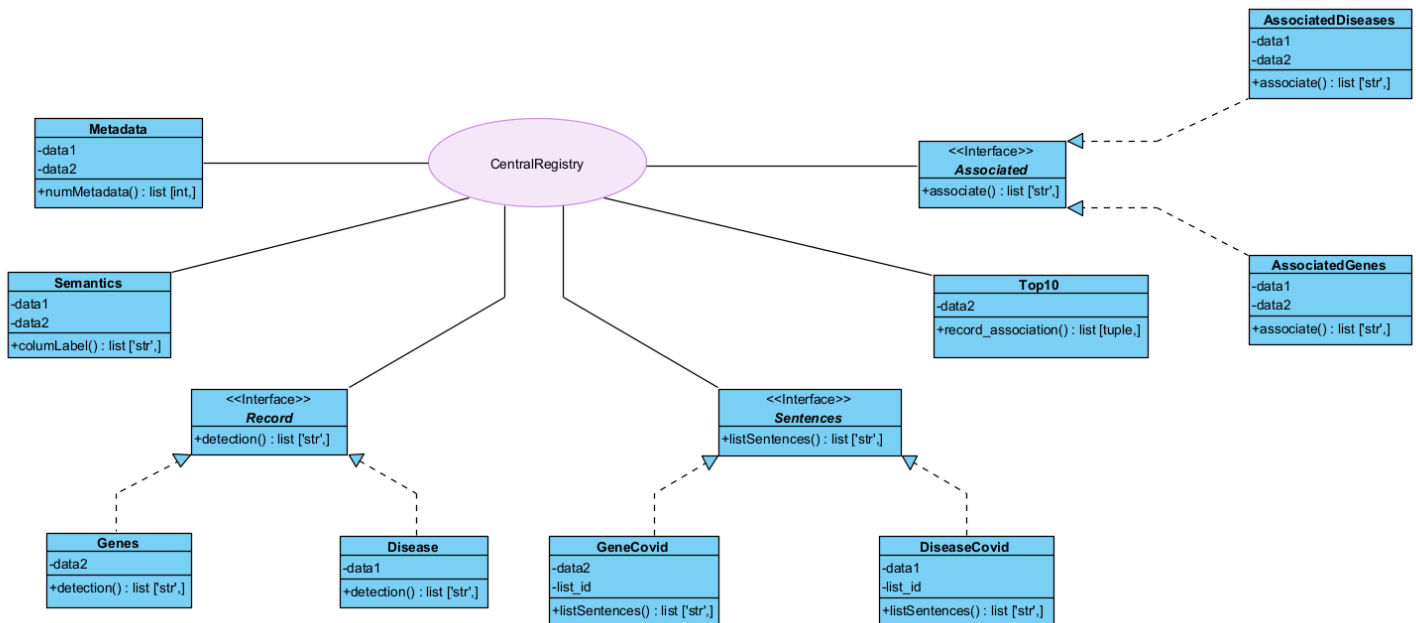 AssociatedDiseases
-data1
-data2
+associate() : list ['str',]
Metadata
-data1
-data2
+numMetadata() : list [int,]
CentralRegistry
<<Interface>>
Associated
+associate() : list ['str',]
Semantics
-data1
-data2
+columLabel() : list ['str',]
Top10
-data2
+record_association() : list [tuple,]
AssociatedGenes
-data1
-data2
+associate() : list ['str',]
<<Interface>>
Record
+detection() : list ['str',]
<<Interface>>
Sentences
+listSentences() : list ['str',]
Genes
-data2
+detection() : list ['str',]
Disease
-data1
+detection() : list ['str',]
GeneCovid
-data2
-list_id
+listSentences() : list ['str',]
DiseaseCovid
-data1
-list_id
+listSentences() : list ['str',]